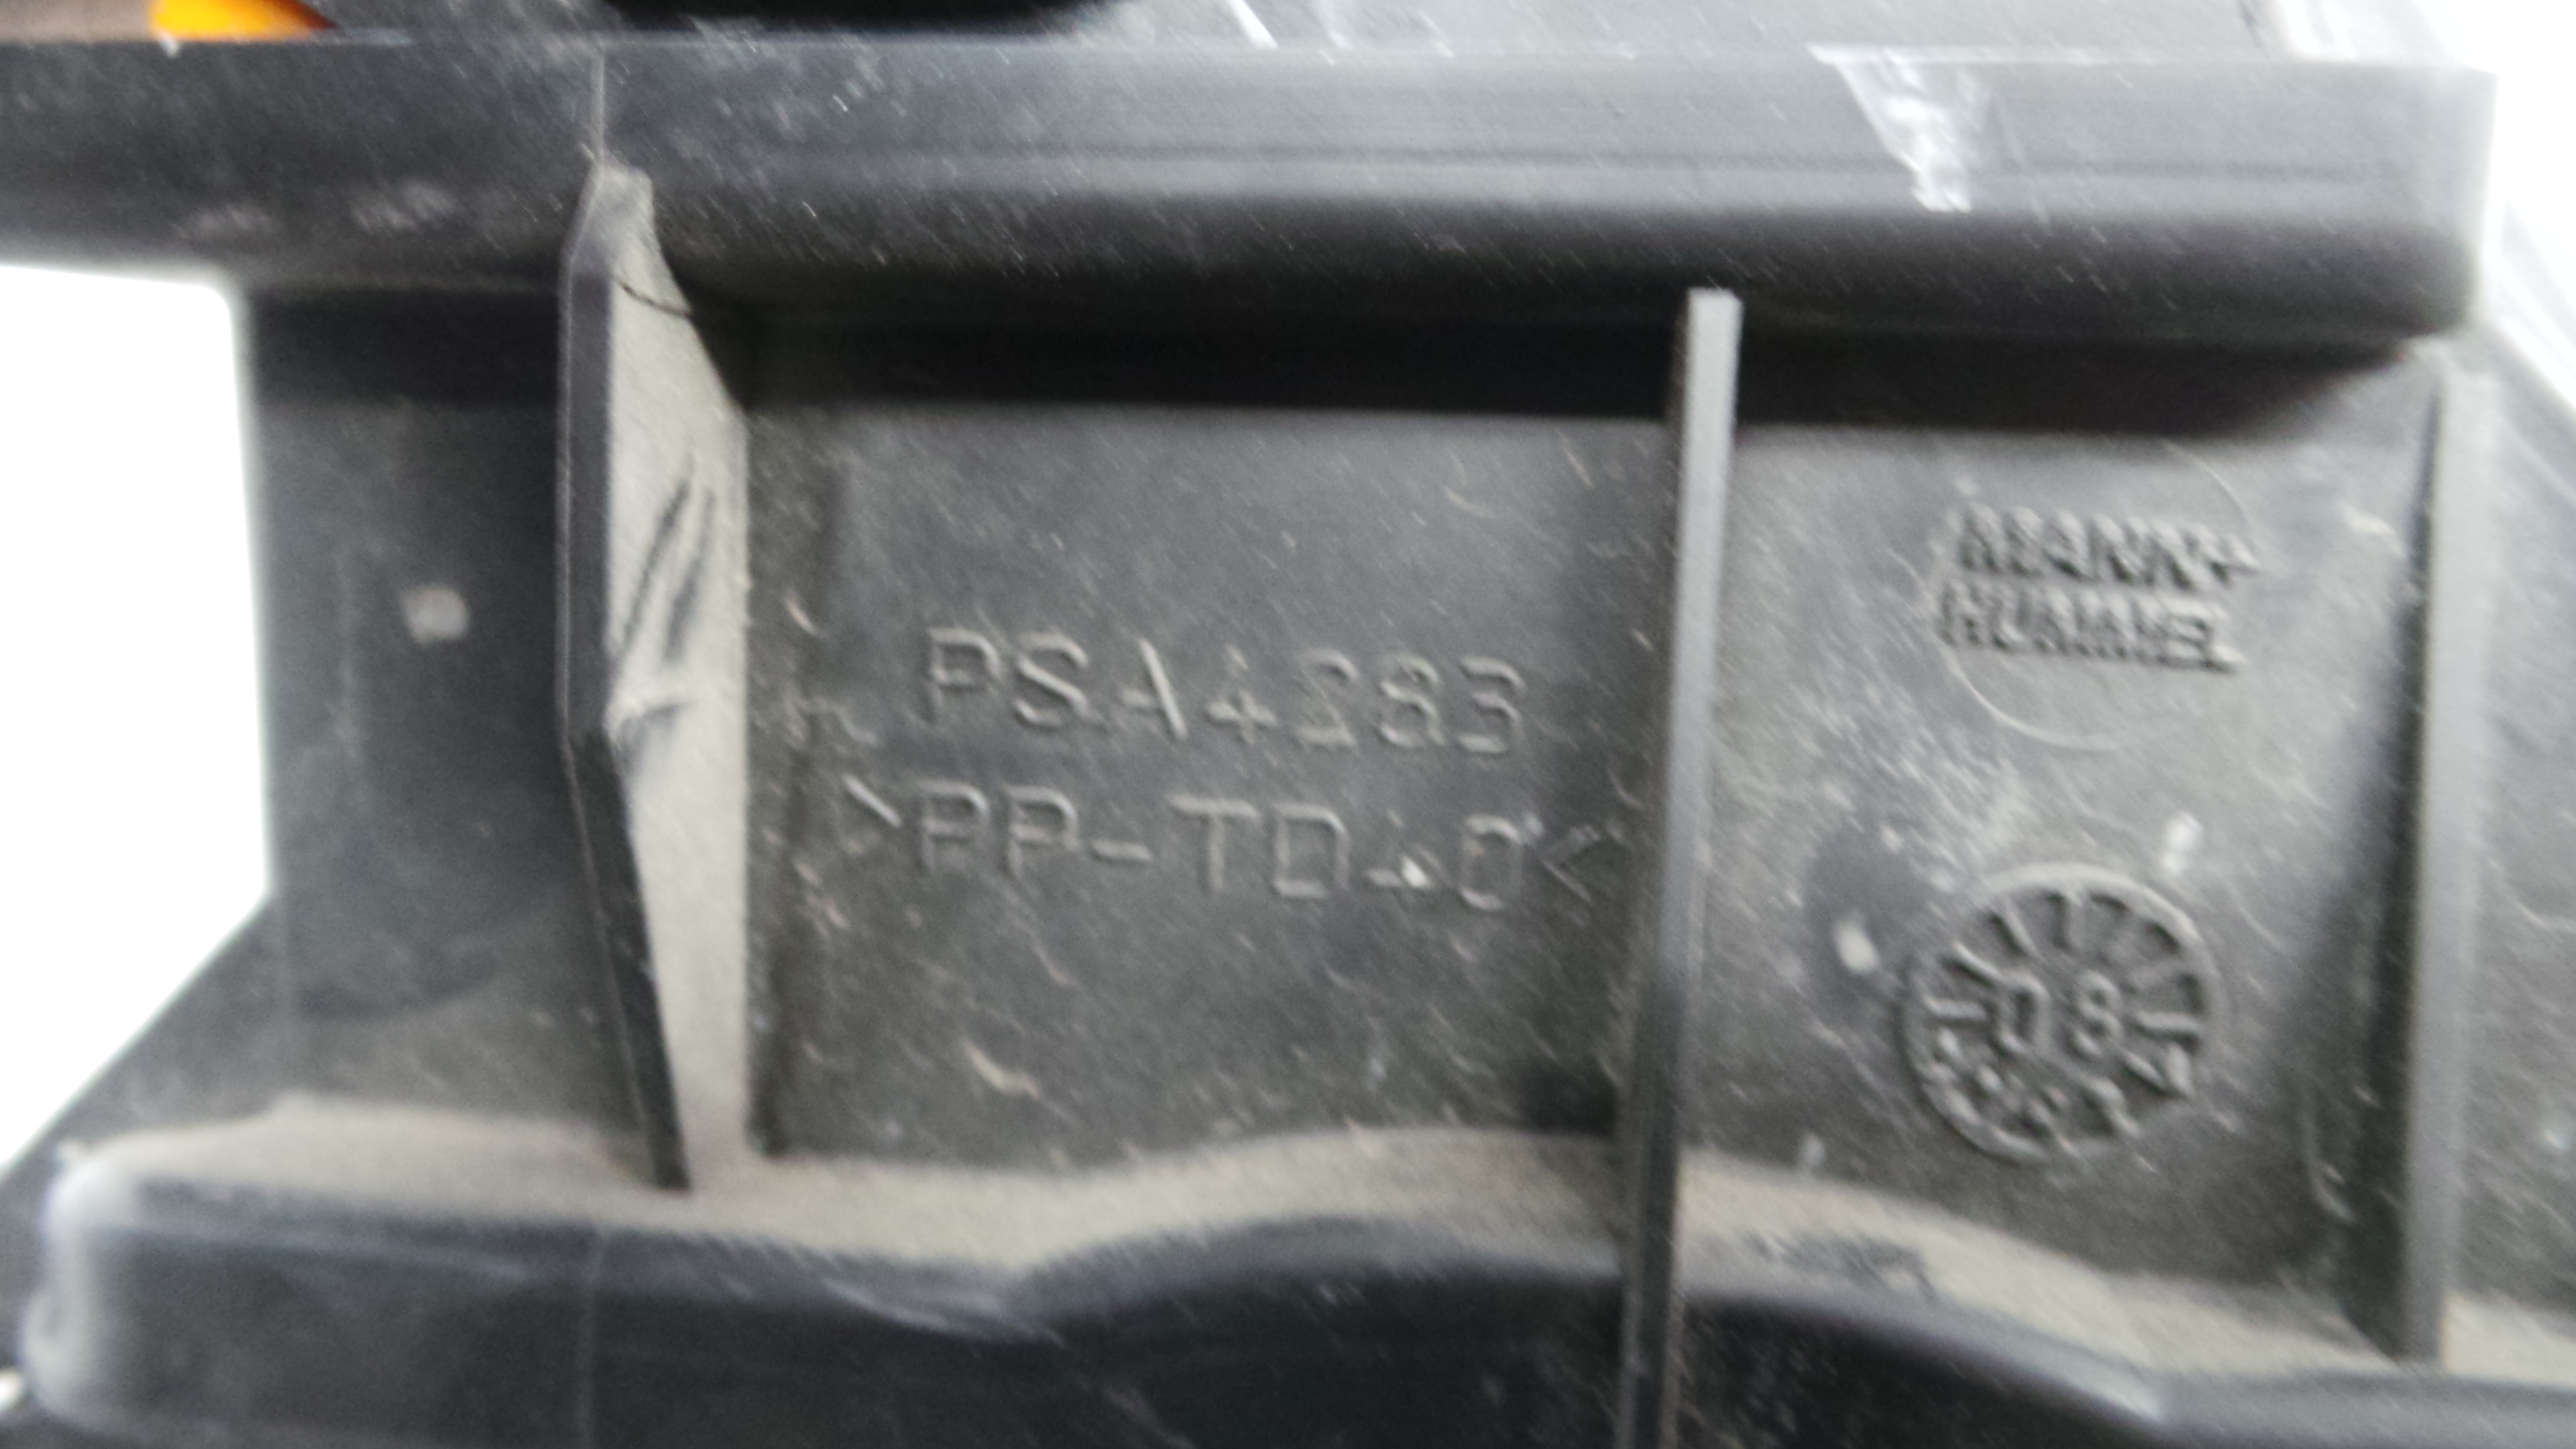 PSA4283
>PP-TD40<
MANN+
HUMMEL
08